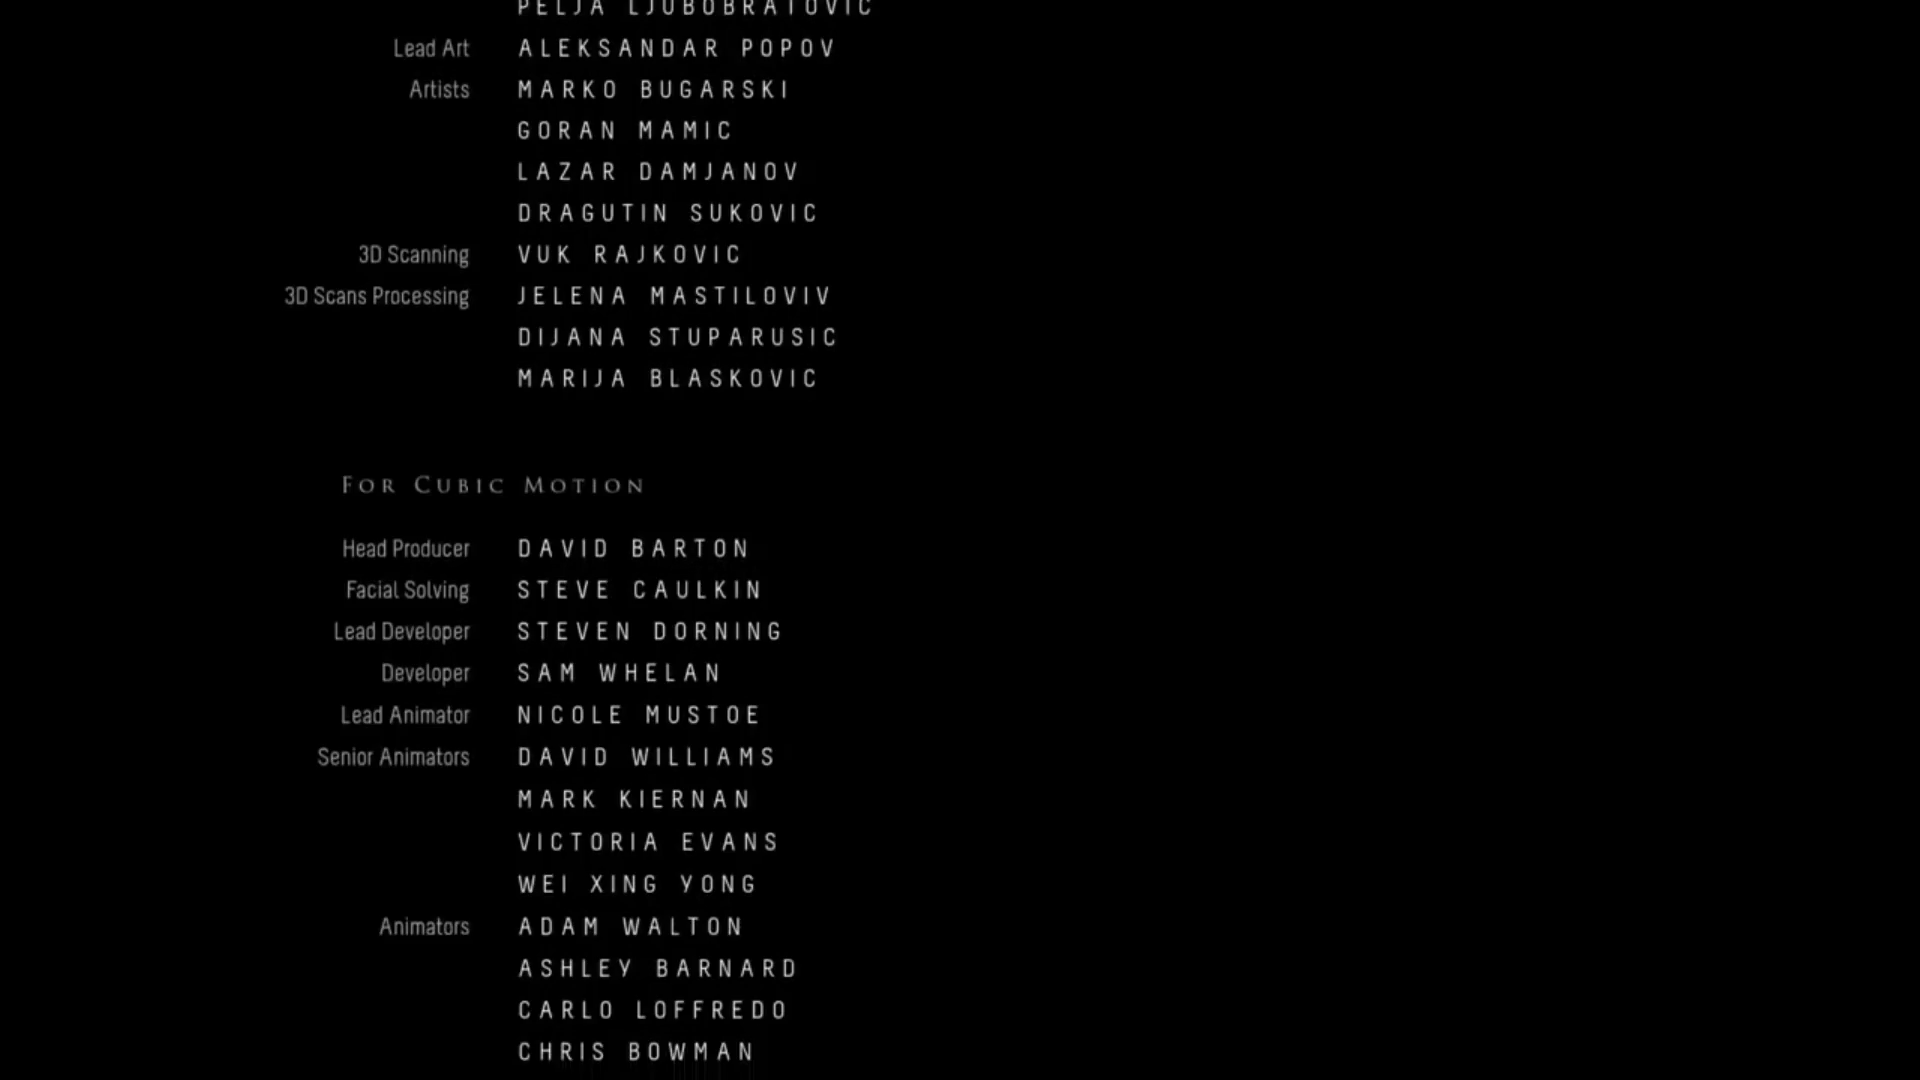 PELJA LJUBOBRATOVIC
Lead Art ALEKSANDAR POPOV
Artists MARKO BUGARSKI
GORAN MAMIC
LAZAR DAMJANOV
DRAGUTIN SUKOVIC
3D Scanning VUK RAJKOVIC
3D Scans Processing JELENA MASTILOVIV
DIJANA STUPARUSIC
MARIJA BLASKOVIC
FOR CUBIC MOTION
Head Producer DAVID BARTON
Facial Solving STEVE CAULKIN
Lead Developer STEVEN DORNING
Developer SAM WHELAN
Lead Animator NICOLE MUSTOE
Senior Animators DAVID WILLIAMS
MARK KIERNAN
VICTORIA EVANS
WEI XING YONG
Animators ADAM WALTON
ASHLEY BARNARD
CARLO LOFFREDO
CHRIS BOWMAN